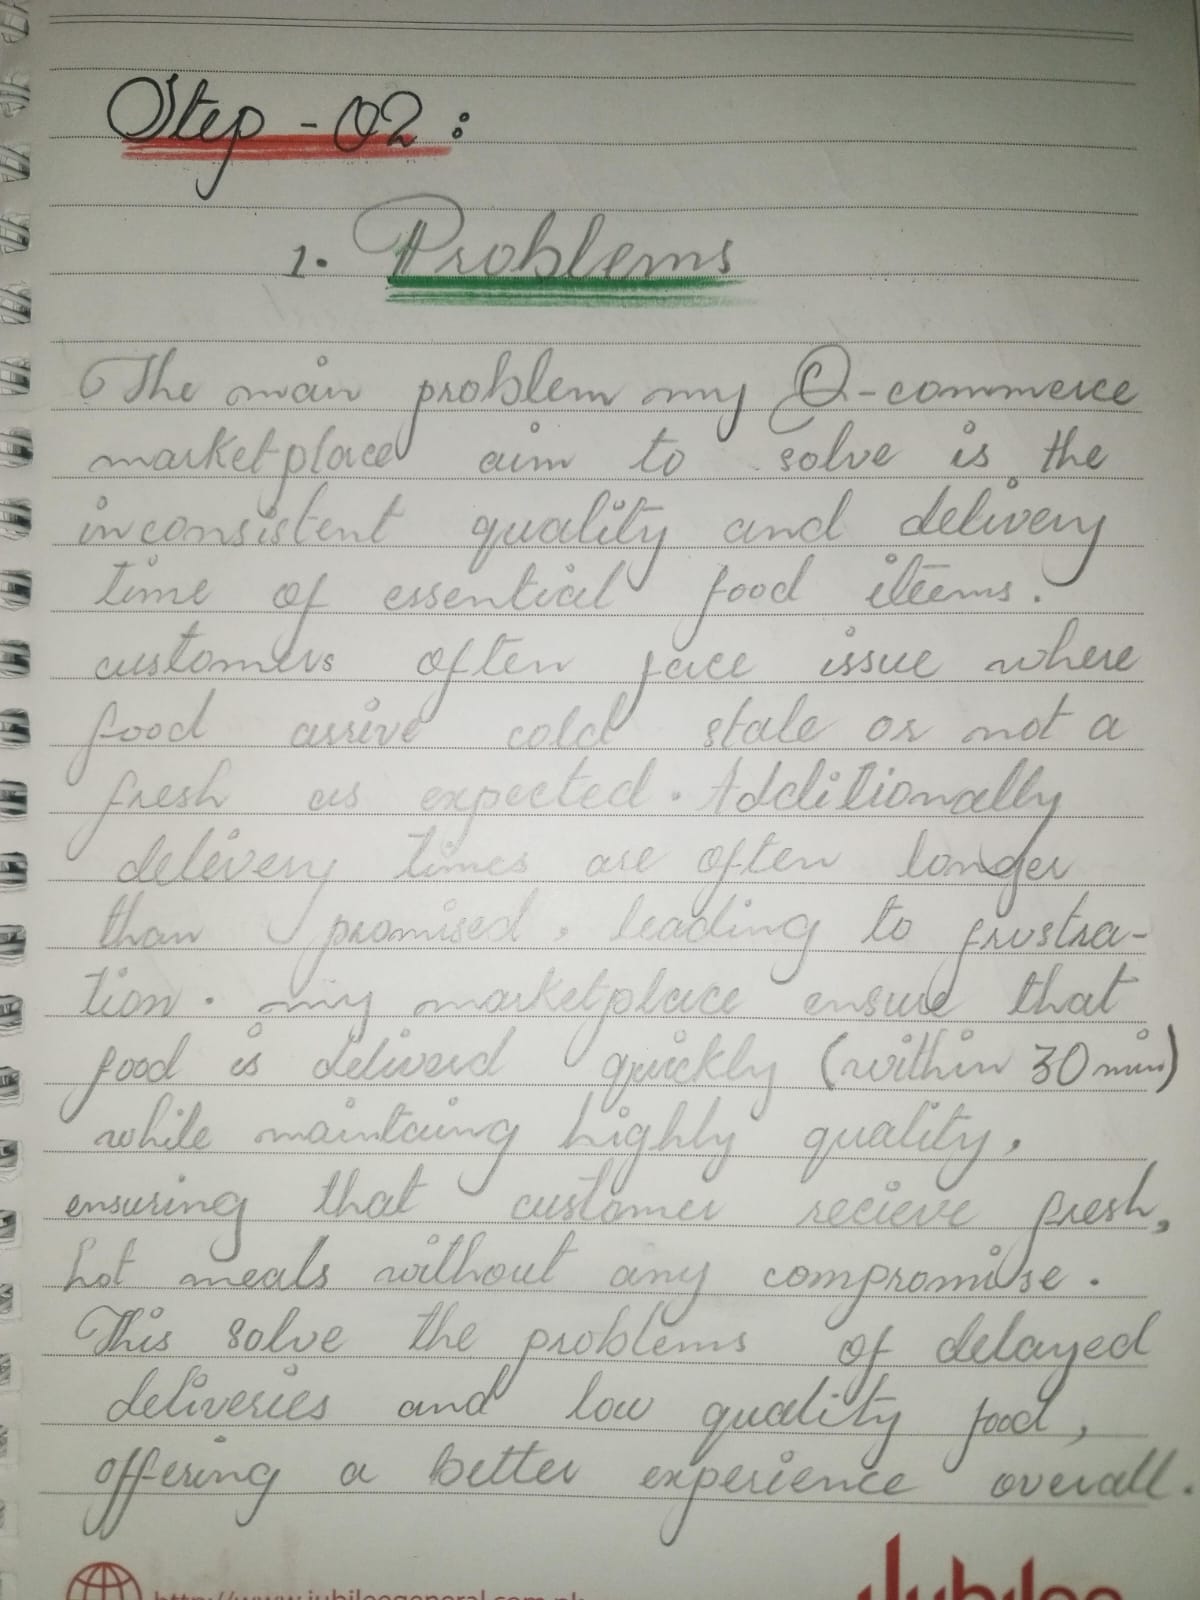 Step - 02 :
1. Problems
The main problem my Q-commerce
marketplace aim to solve is the
inconsistent quality and delivery
time of essential food iteems.
customers often face issue where
food arrive cold stale or not a
fresh as expected. Additionally
delivery times are often longer
than promised, leading to frustra-
tion. my marketplace ensure that
food is deliverd quickly (within 30 min)
while maintaing highly quality,
ensuring that customer recieve fresh,
hot meals without any compromise.
This solve the problems of delayed
deliveries and low quality food,
offering a better experience overall.
http://www.jubileegeneral.com.pk
Jubilee